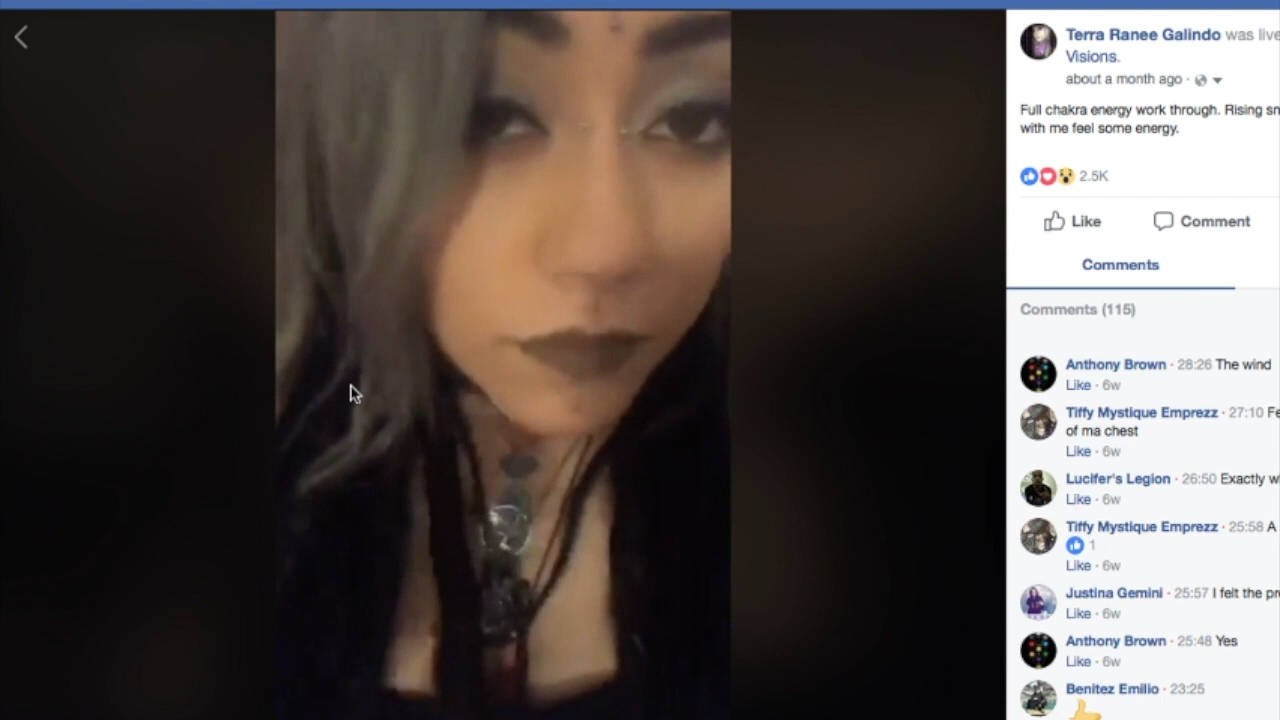 Terra Ranee Galindo was live
Visions.
about a month ago ·
Full chakra energy work through. Rising
with me feel some energy.
2.5K
Like Comment
Comments
Comments (115)
Anthony Brown · 28:26 The wind
Like · 6w
Tiffy Mystique Emprezz · 27:10
of ma chest
Like · 6w
Lucifer's Legion · 26:50 Exactly
Like · 6w
Tiffy Mystique Emprezz · 25:58 A
1
Like · 6w
Justina Gemini · 25:57 I felt the
Like · 6w
Anthony Brown · 25:48 Yes
Like · 6w
Benitez Emilio · 23:25